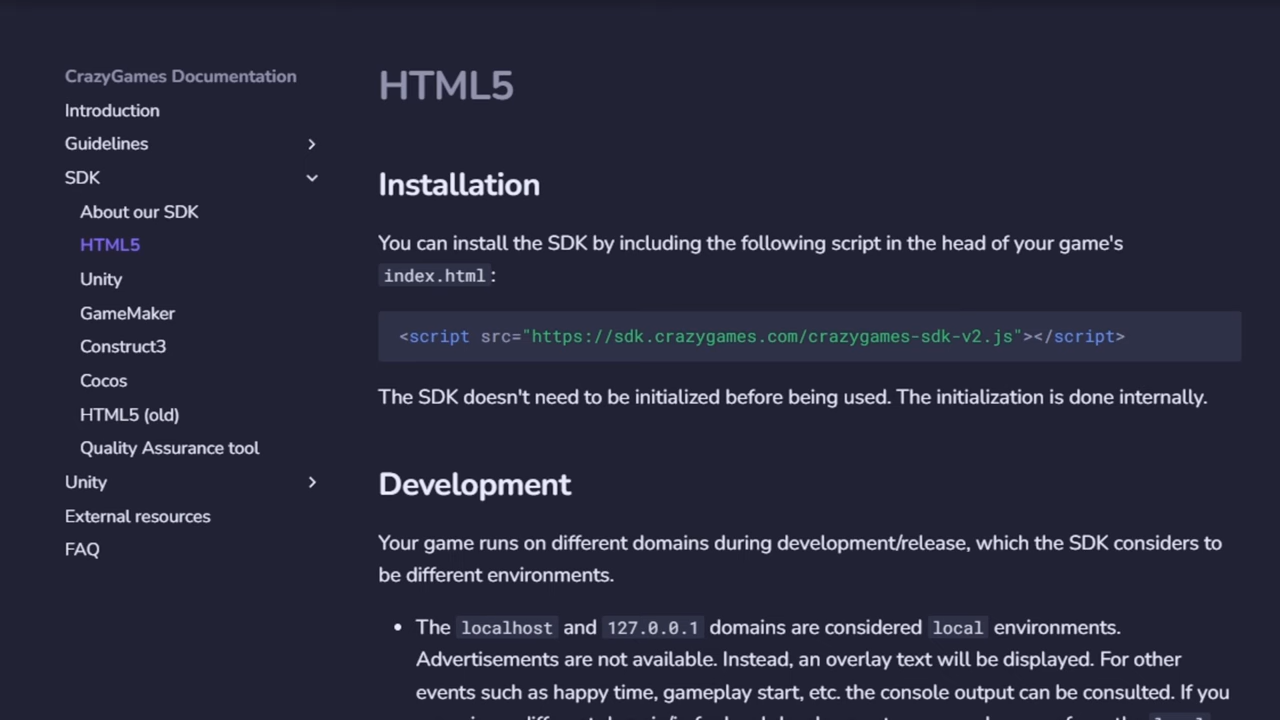 CrazyGames Documentation
Introduction
Guidelines
SDK
About our SDK
HTML5
Unity
GameMaker
Construct3
Cocos
HTML5 (old)
Quality Assurance tool
Unity
External resources
FAQ
HTML5
Installation
You can install the SDK by including the following script in the head of your game's
index.html:
<script src="https://sdk.crazygames.com/crazygames-sdk-v2.js"></script>
The SDK doesn't need to be initialized before being used. The initialization is done internally.
Development
Your game runs on different domains during development/release, which the SDK considers to
be different environments.
• The localhost and 127.0.0.1 domains are considered local environments.
Advertisements are not available. Instead, an overlay text will be displayed. For other
events such as happy time, gameplay start, etc. the console output can be consulted. If you